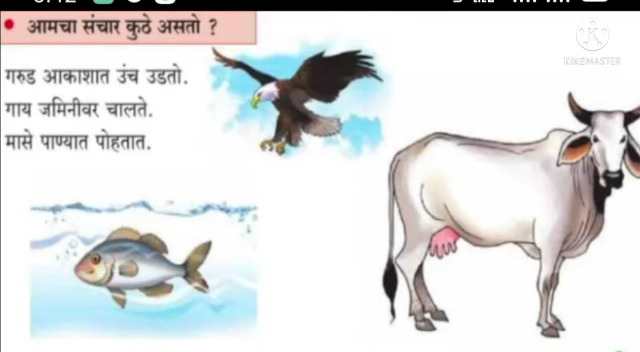 • आमचा संचार कुठे असतो ?
KINEMASTER
गरुड आकाशात उंच उडतो.
गाय जमिनीवर चालते.
मासे पाण्यात पोहतात.